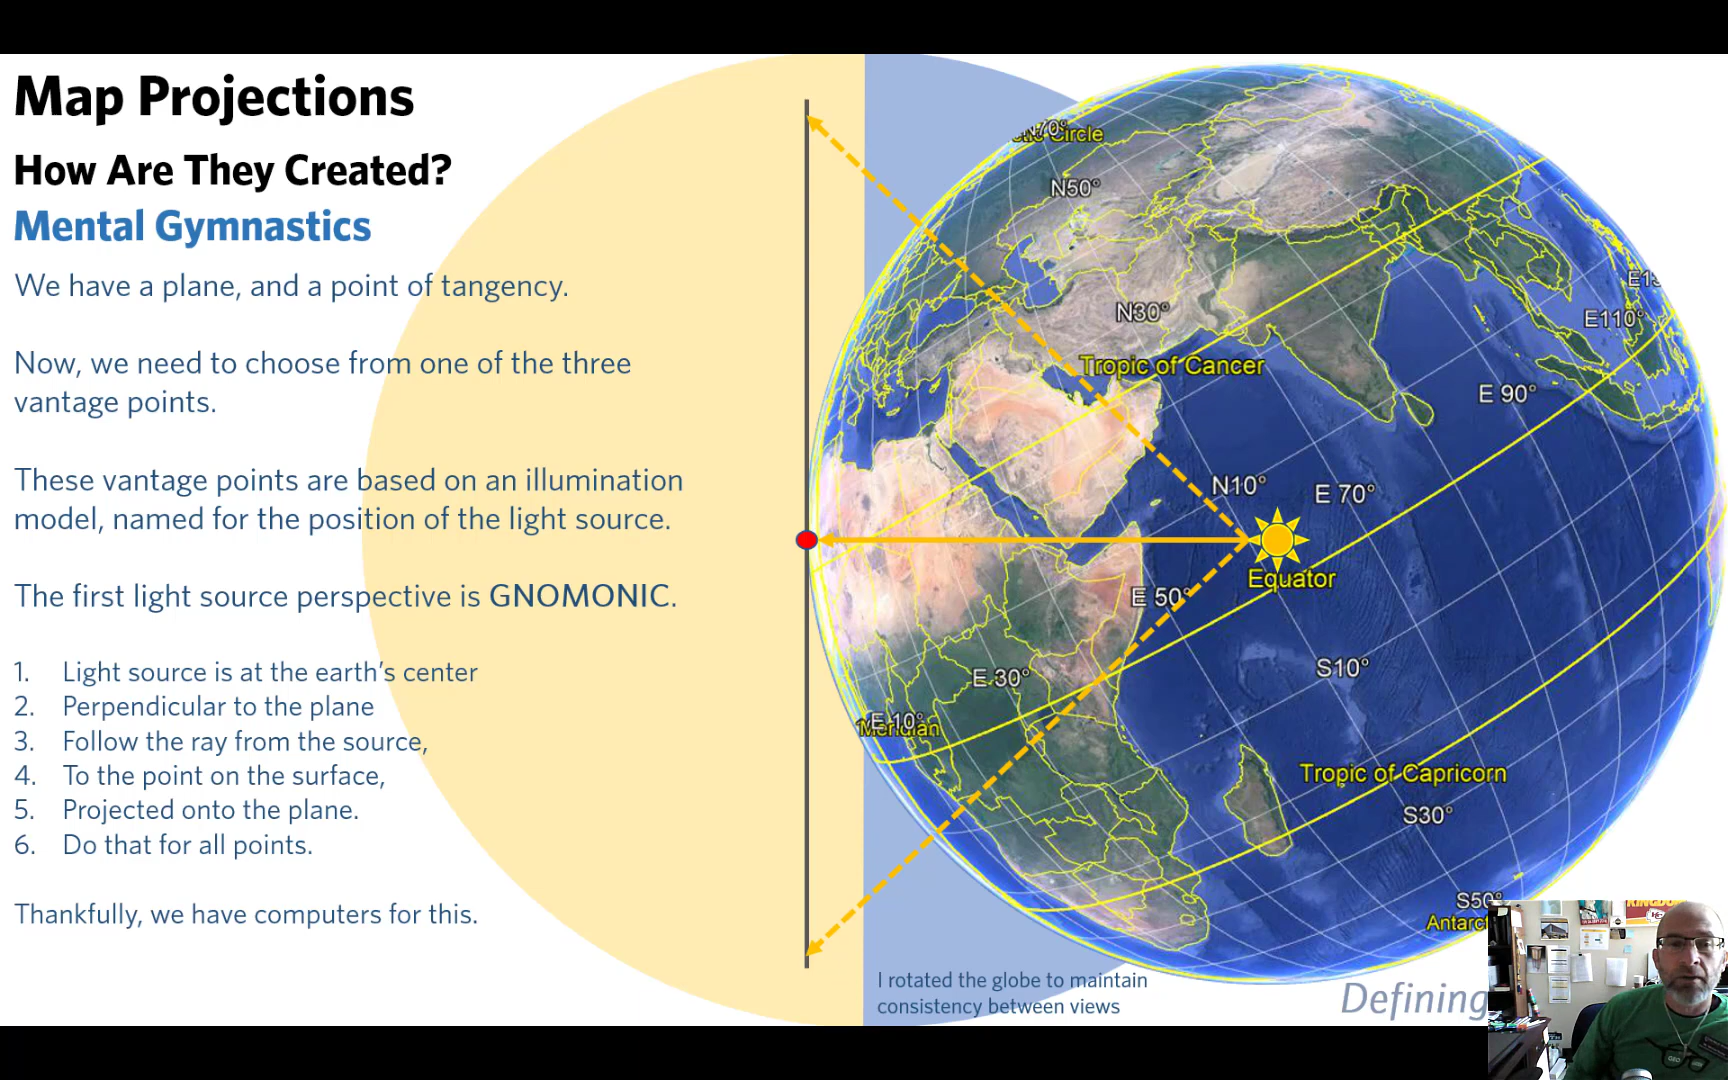 Map Projections
How Are They Created?
Mental Gymnastics
We have a plane, and a point of tangency.
Now, we need to choose from one of the three
vantage points.
These vantage points are based on an illumination
model, named for the position of the light source.
The first light source perspective is GNOMONIC.
1. Light source is at the earth's center
2. Perpendicular to the plane
3. Follow the ray from the source,
4. To the point on the surface,
5. Projected onto the plane.
6. Do that for all points.
Thankfully, we have computers for this.
N70°
Circle
N50°
N30°
Tropic of Cancer
E110°
E 90°
N10°
E 70°
Equator
E 50°
S10°
E 30°
E 10°
Meridian
Tropic of Capricorn
S30°
S50°
Antarc
I rotated the globe to maintain
consistency between views
Defining